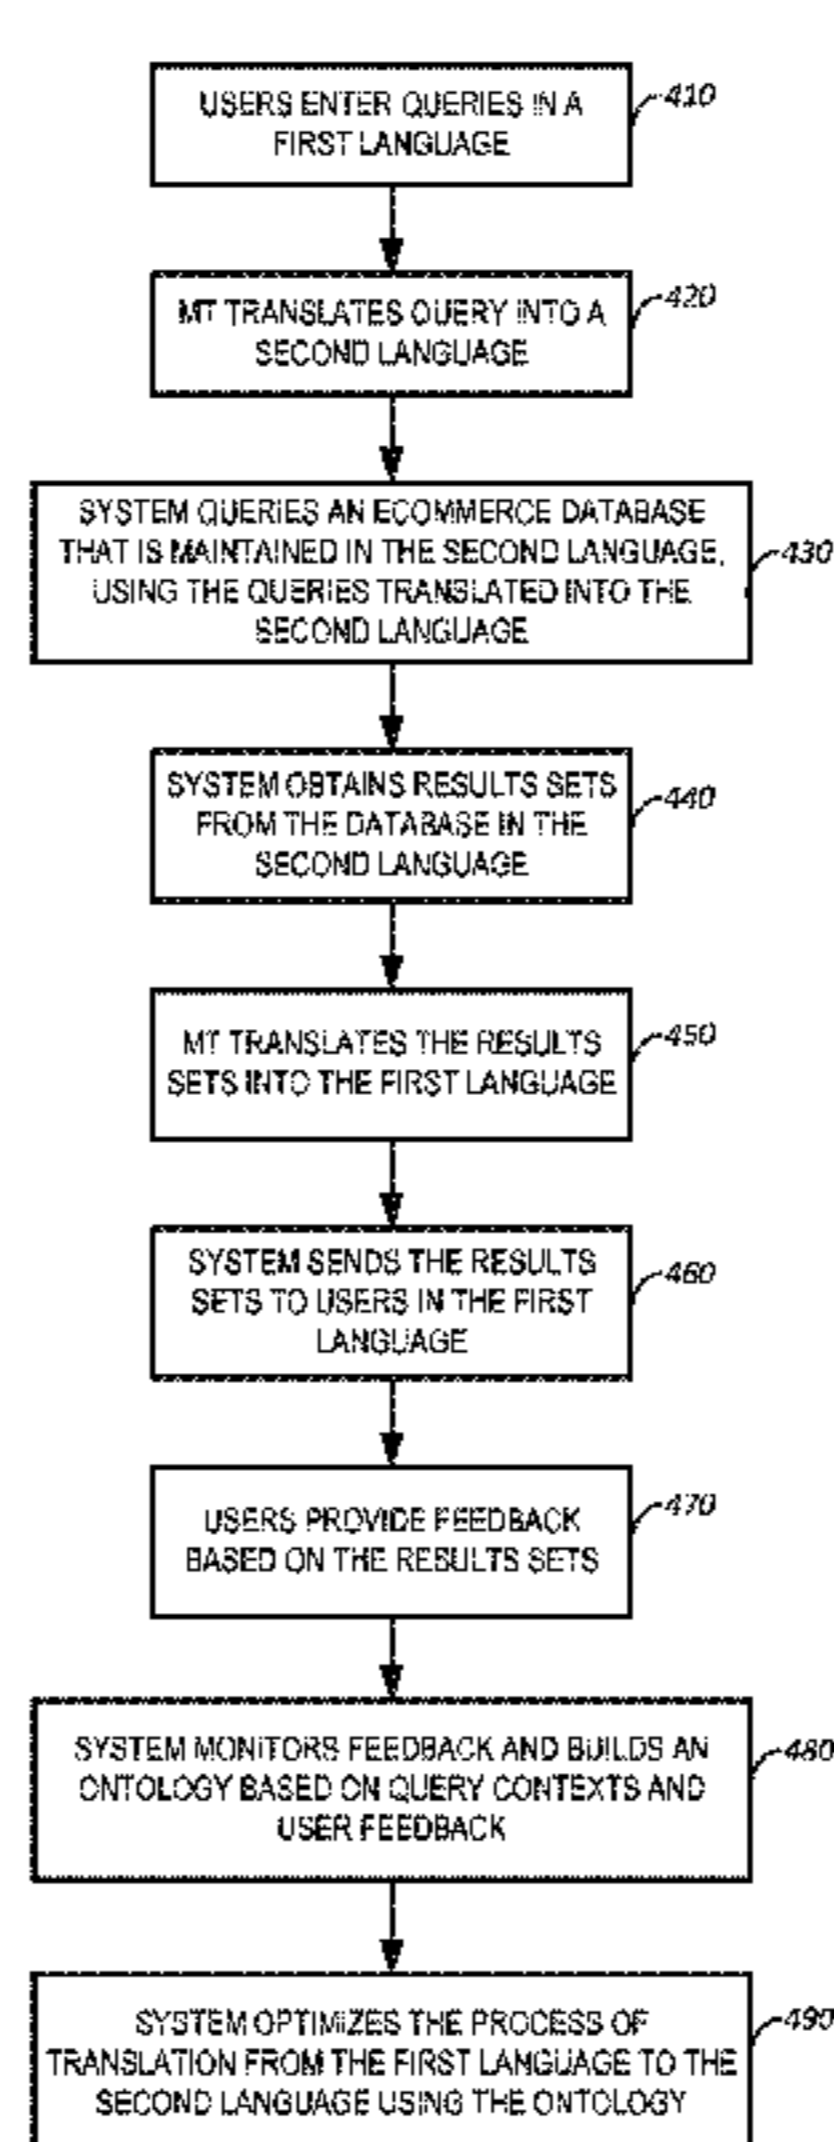 USERS ENTER QUERIES IN A
FIRST LANGUAGE
410
MT TRANSLATES QUERY INTO A
SECOND LANGUAGE
420
SYSTEM QUERIES AN ECOMMERCE DATABASE
THAT IS MAINTAINED IN THE SECOND LANGUAGE,
USING THE QUERIES TRANSLATED INTO THE
SECOND LANGUAGE
430
SYSTEM OBTAINS RESULTS SETS
FROM THE DATABASE IN THE
SECOND LANGUAGE
440
MT TRANSLATES THE RESULTS
SETS INTO THE FIRST LANGUAGE
450
SYSTEM SENDS THE RESULTS
SETS TO USERS IN THE FIRST
LANGUAGE
460
USERS PROVIDE FEEDBACK
BASED ON THE RESULTS SETS
470
SYSTEM MONITORS FEEDBACK AND BUILDS AN
ONTOLOGY BASED ON QUERY CONTEXTS AND
USER FEEDBACK
480
SYSTEM OPTIMIZES THE PROCESS OF
TRANSLATION FROM THE FIRST LANGUAGE TO THE
SECOND LANGUAGE USING THE ONTOLOGY
490